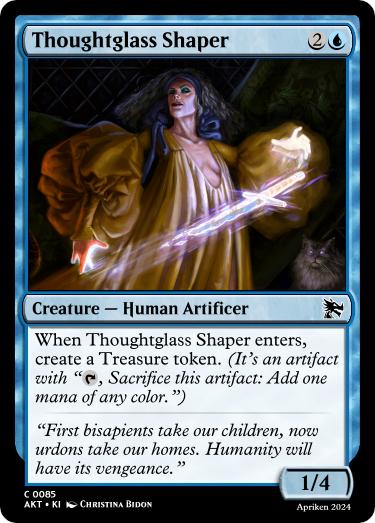 Thoughtglass Shaper 2
Creature — Human Artificer
When Thoughtglass Shaper enters,
create a Treasure token. (It's an artifact
with “, Sacrifice this artifact: Add one
mana of any color.”)
“First bisapients take our children, now
urdons take our homes. Humanity will
have its vengeance.”
1/4
C 0085
AKT • KI Christina Bidon
Apriken 2024